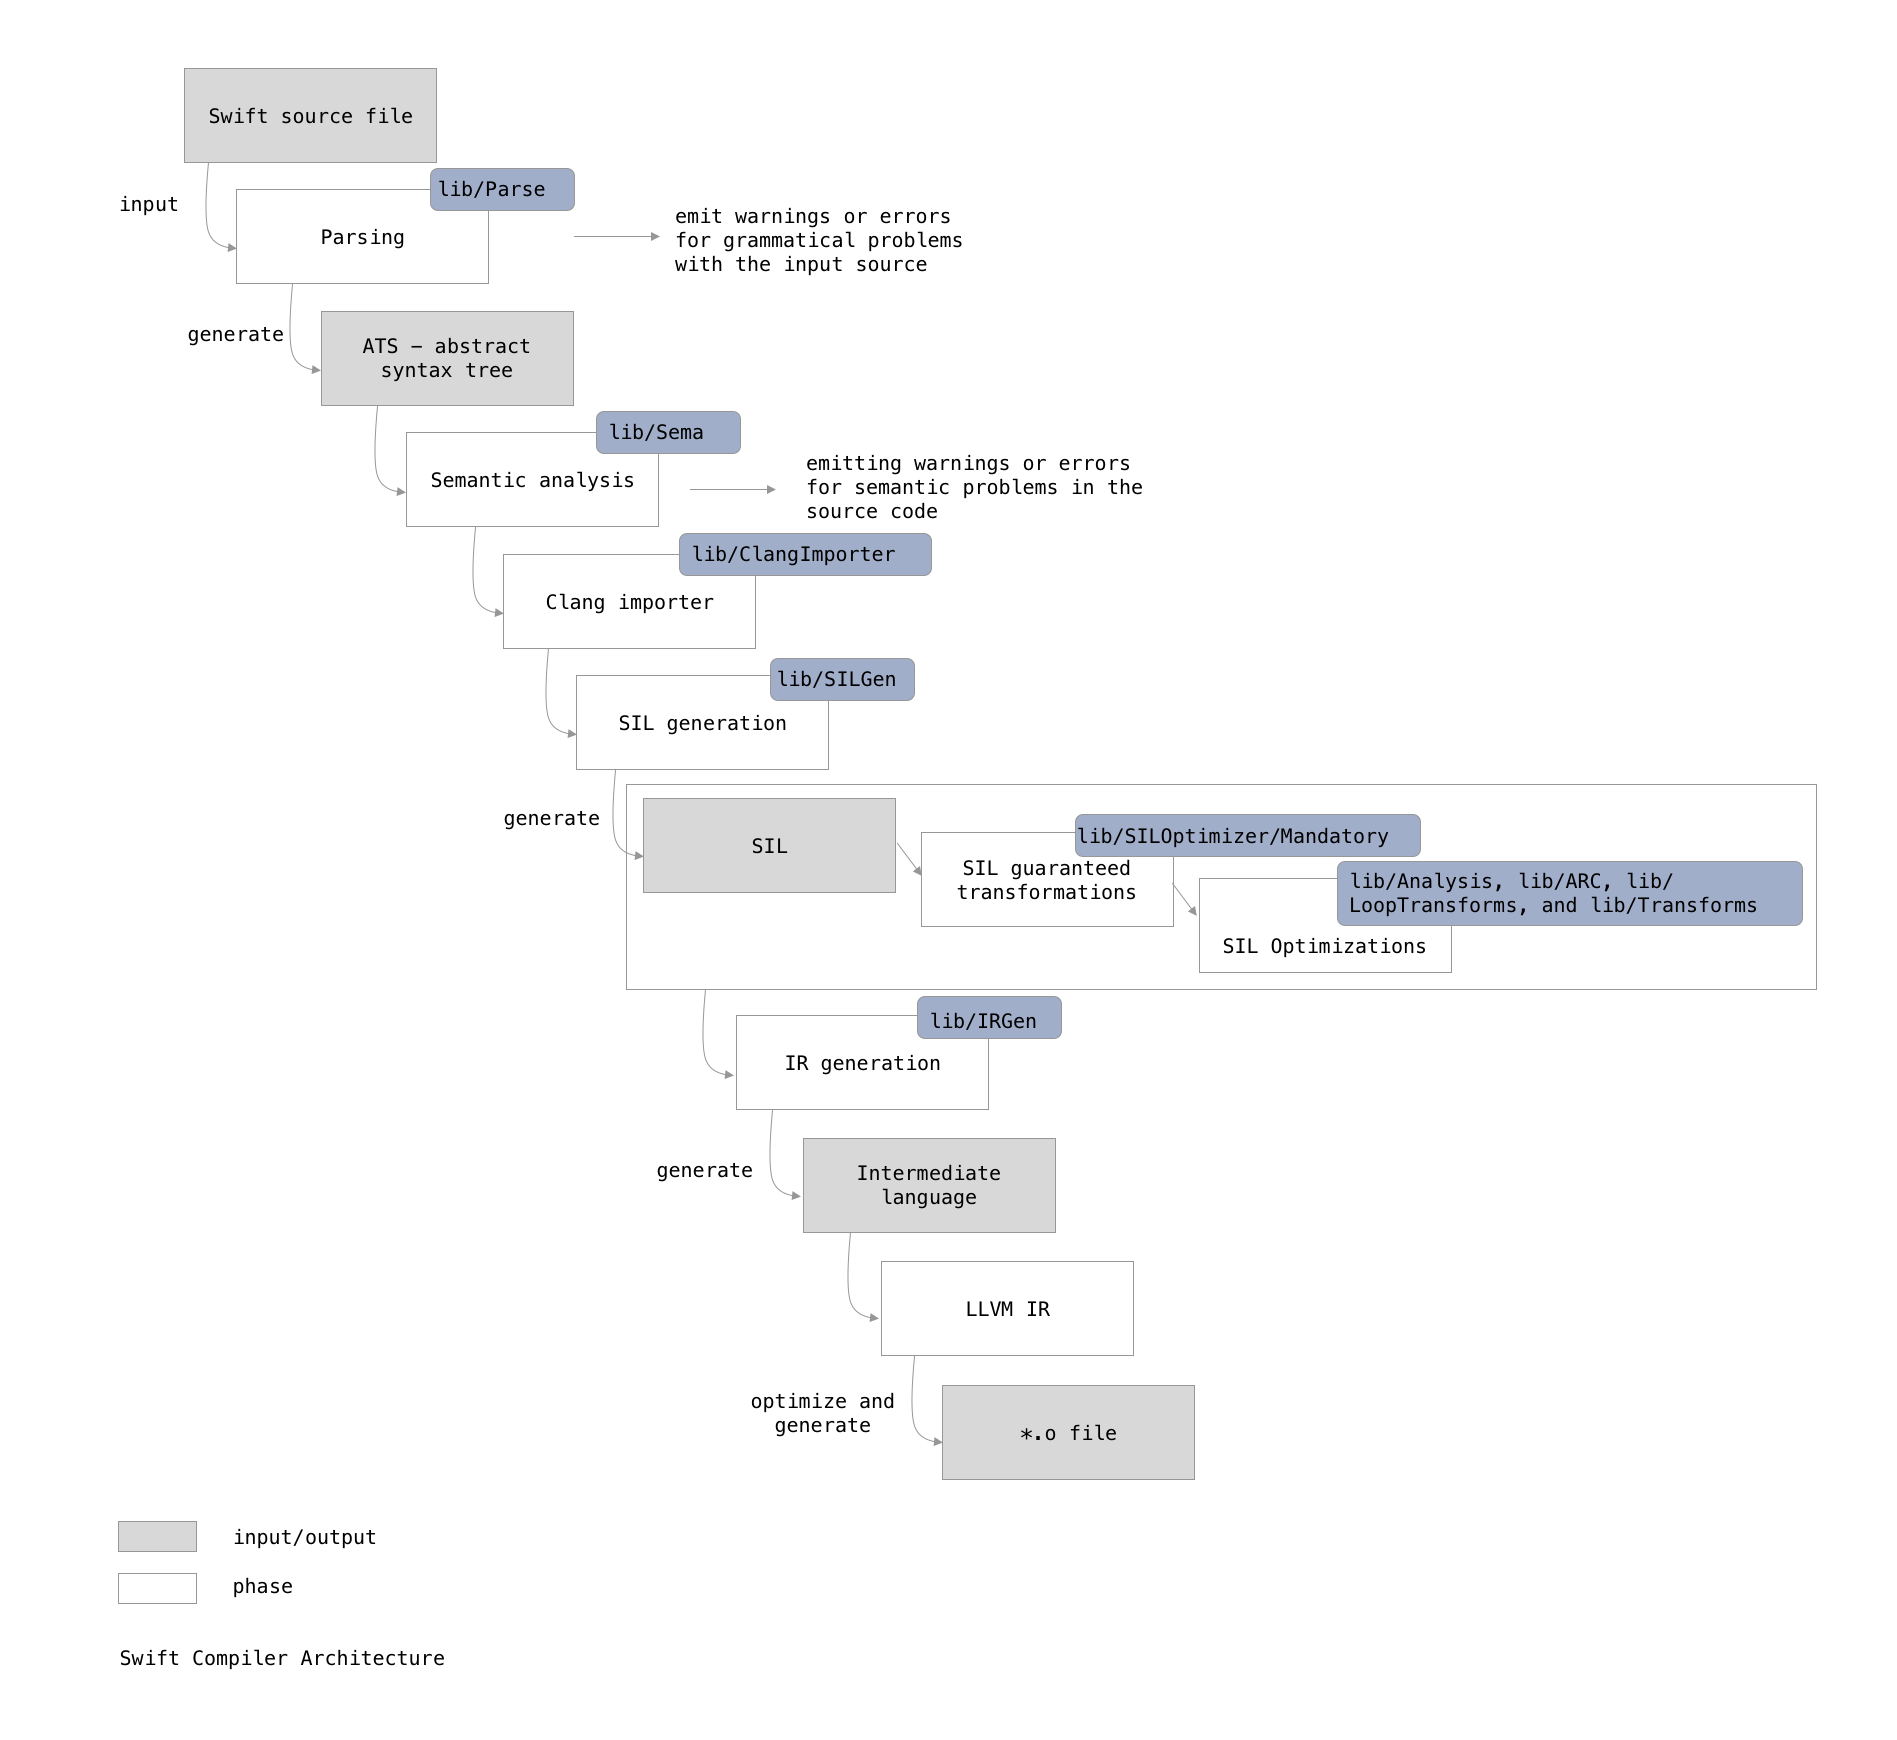 Swift source file
input
lib/Parse
Parsing
emit warnings or errors
for grammatical problems
with the input source
generate
ATS – abstract
syntax tree
lib/Sema
Semantic analysis
emitting warnings or errors
for semantic problems in the
source code
lib/ClangImporter
Clang importer
lib/SILGen
SIL generation
generate
SIL
lib/SILOptimizer/Mandatory
SIL guaranteed
transformations
lib/Analysis, lib/ARC, lib/
LoopTransforms, and lib/Transforms
SIL Optimizations
lib/IRGen
IR generation
generate
Intermediate
language
LLVM IR
optimize and
generate
*.o file
input/output
phase
Swift Compiler Architecture